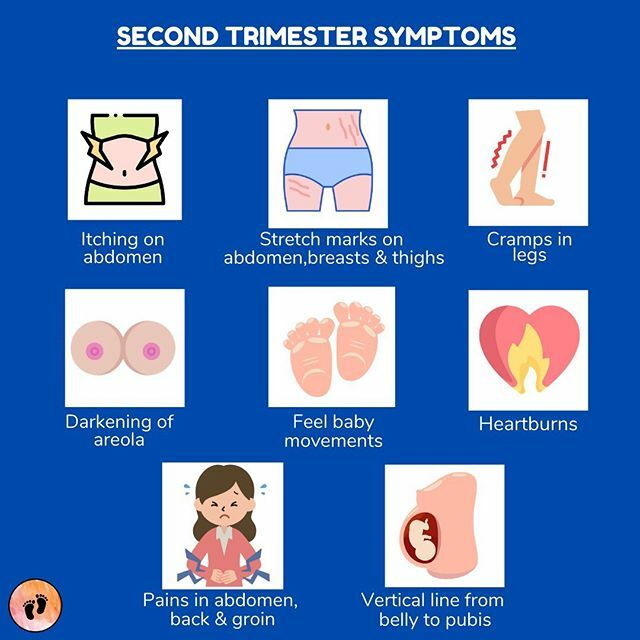 SECOND TRIMESTER SYMPTOMS
Itching on
abdomen
Stretch marks on
abdomen,breasts & thighs
Cramps in
legs
Darkening of
areola
Feel baby
movements
Heartburns
Pains in abdomen,
back & groin
Vertical line from
belly to pubis